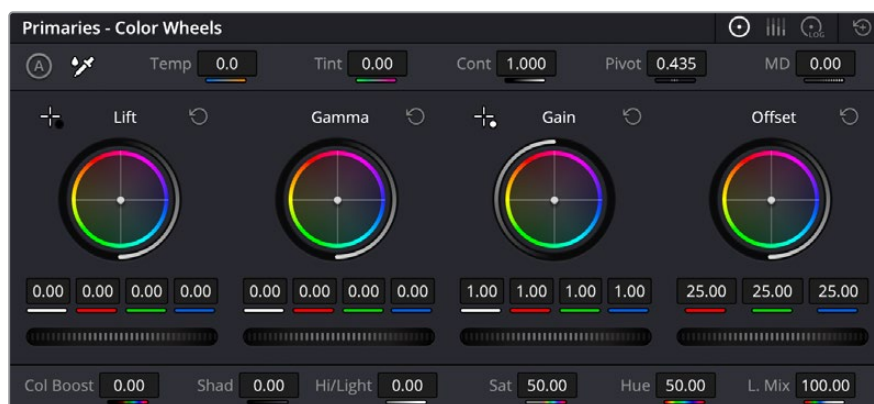 Primaries - Color Wheels
LOG
A Temp 0.0 Tint 0.00 Cont 1.000 Pivot 0.435 MD 0.00
Lift Gamma Gain Offset
0.00 0.00 0.00 0.00 0.00 0.00 0.00 0.00 1.00 1.00 1.00 1.00 25.00 25.00 25.00
Col Boost 0.00 Shad 0.00 Hi/Light 0.00 Sat 50.00 Hue 50.00 L. Mix 100.00